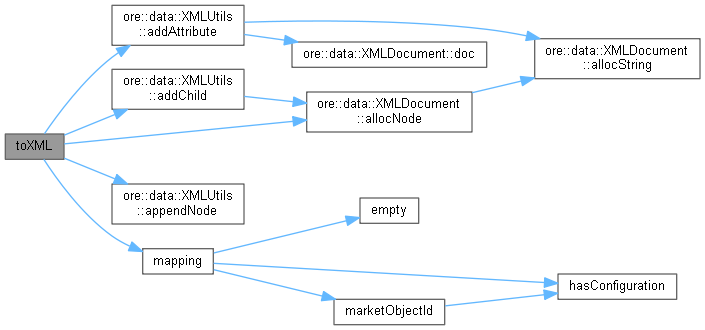 toXML
ore::data::XMLUtils
::addAttribute
ore::data::XMLDocument::doc
ore::data::XMLDocument
::allocString
ore::data::XMLUtils
::addChild
ore::data::XMLDocument
::allocNode
ore::data::XMLUtils
::appendNode
mapping
empty
hasConfiguration
marketObjectId